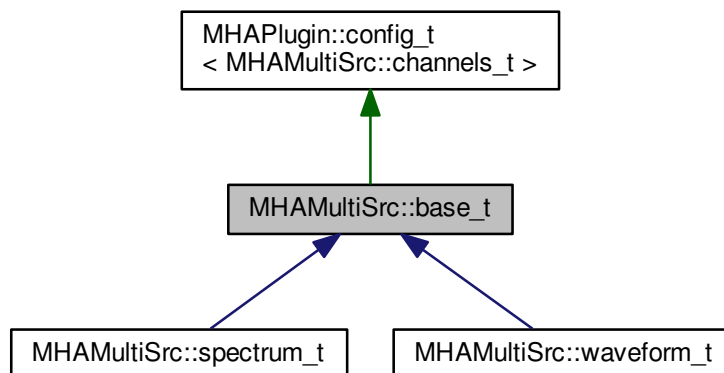 MHAPlugin::config_t
< MHAMultiSrc::channels_t >
MHAMultiSrc::base_t
MHAMultiSrc::spectrum_t
MHAMultiSrc::waveform_t